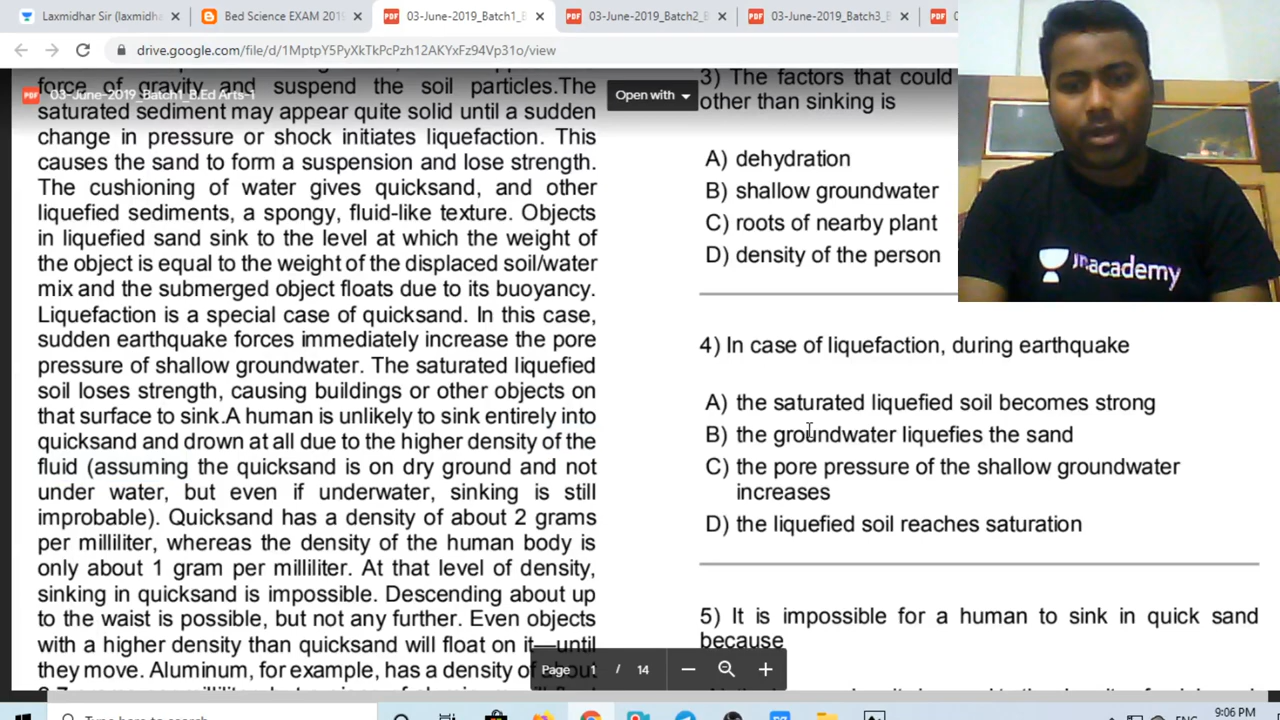 Laxmidhar Sir (laxmidha
Bed Science EXAM 2019
03-June-2019_Batch1_B
03-June-2019_Batch2_
03-June-2019_Batch3_
drive.google.com/file/d/1MptpY5PyXkTkPcPzh12AKYxFz94Vp31o/view
03-June-2019_Batch1_B.Ed Arts-1
Open with
force of gravity and suspend the soil particles.The
saturated sediment may appear quite solid until a sudden
change in pressure or shock initiates liquefaction. This
causes the sand to form a suspension and lose strength.
The cushioning of water gives quicksand, and other
liquefied sediments, a spongy, fluid-like texture. Objects
in liquefied sand sink to the level at which the weight of
the object is equal to the weight of the displaced soil/water
mix and the submerged object floats due to its buoyancy.
Liquefaction is a special case of quicksand. In this case,
sudden earthquake forces immediately increase the pore
pressure of shallow groundwater. The saturated liquefied
soil loses strength, causing buildings or other objects on
that surface to sink.A human is unlikely to sink entirely into
quicksand and drown at all due to the higher density of the
fluid (assuming the quicksand is on dry ground and not
under water, but even if underwater, sinking is still
improbable). Quicksand has a density of about 2 grams
per milliliter, whereas the density of the human body is
only about 1 gram per milliliter. At that level of density,
sinking in quicksand is impossible. Descending about up
to the waist is possible, but not any further. Even objects
with a higher density than quicksand will float on it—until
they move. Aluminum, for example, has a density of about
3) The factors that could
other than sinking is
A) dehydration
B) shallow groundwater
C) roots of nearby plant
D) density of the person
4) In case of liquefaction, during earthquake
A) the saturated liquefied soil becomes strong
B) the groundwater liquefies the sand
C) the pore pressure of the shallow groundwater
increases
D) the liquefied soil reaches saturation
5) It is impossible for a human to sink in quick sand
because
Page 1 / 14
unacademy
Type here to search
ENG
9:06 PM